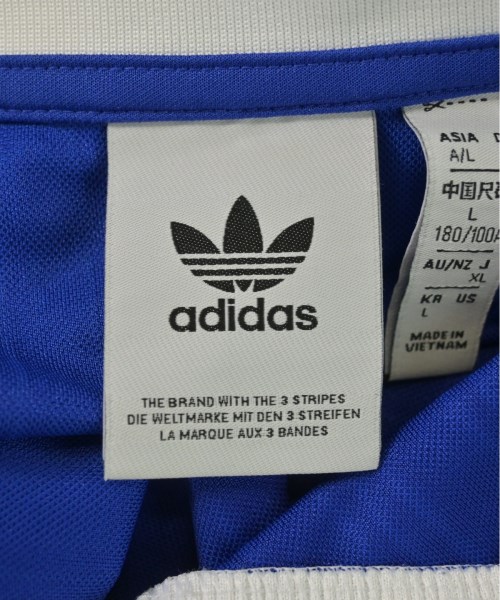 adidas
THE BRAND WITH THE 3 STRIPES
DIE WELTMARKE MIT DEN 3 STREIFEN
LA MARQUE AUX 3 BANDES
ASIA
A/L
中国尺码
L
180/100A
AU/NZ J
XL
KR US
L
MADE IN
VIETNAM